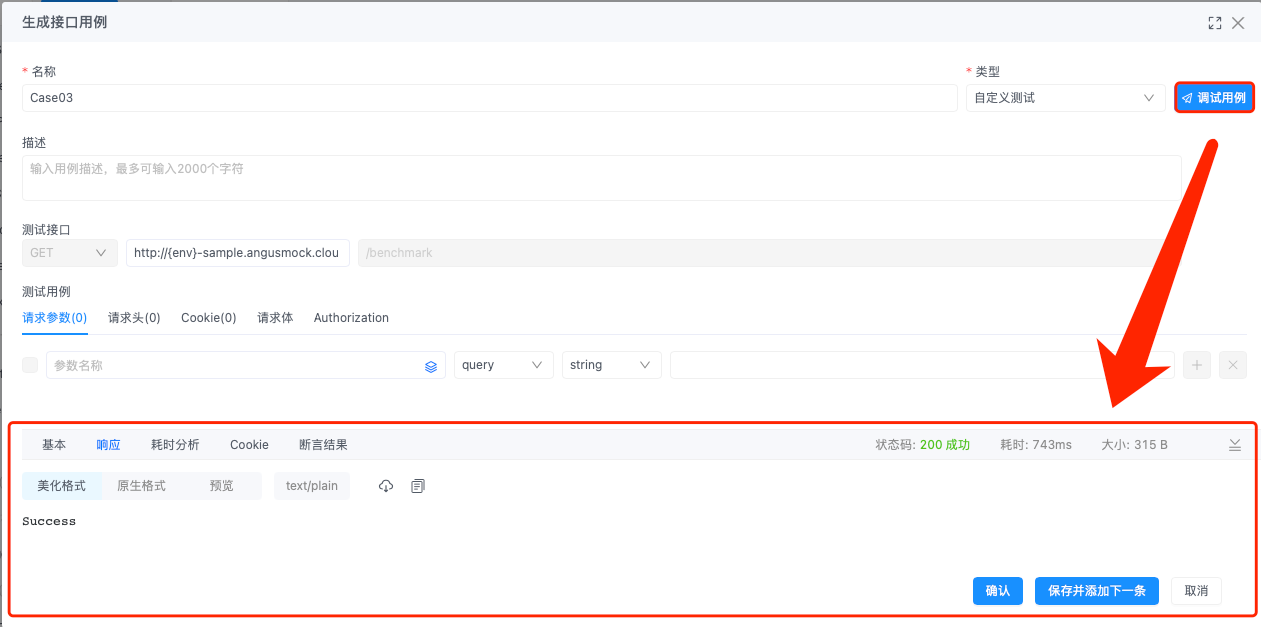 生成接口用例
* 名称
* 类型
Case03
自定义测试
调试用例
描述
输入用例描述，最多可输入2000个字符
测试接口
GET
http://{env}-sample.angusmock.clou
/benchmark
测试用例
请求参数(0) 请求头(0) Cookie(0) 请求体 Authorization
参数名称
query
string
基本 响应 耗时分析 Cookie 断言结果
状态码: 200 成功 耗时: 743ms 大小: 315 B
美化格式 原生格式 预览 text/plain
Success
确认 保存并添加下一条 取消